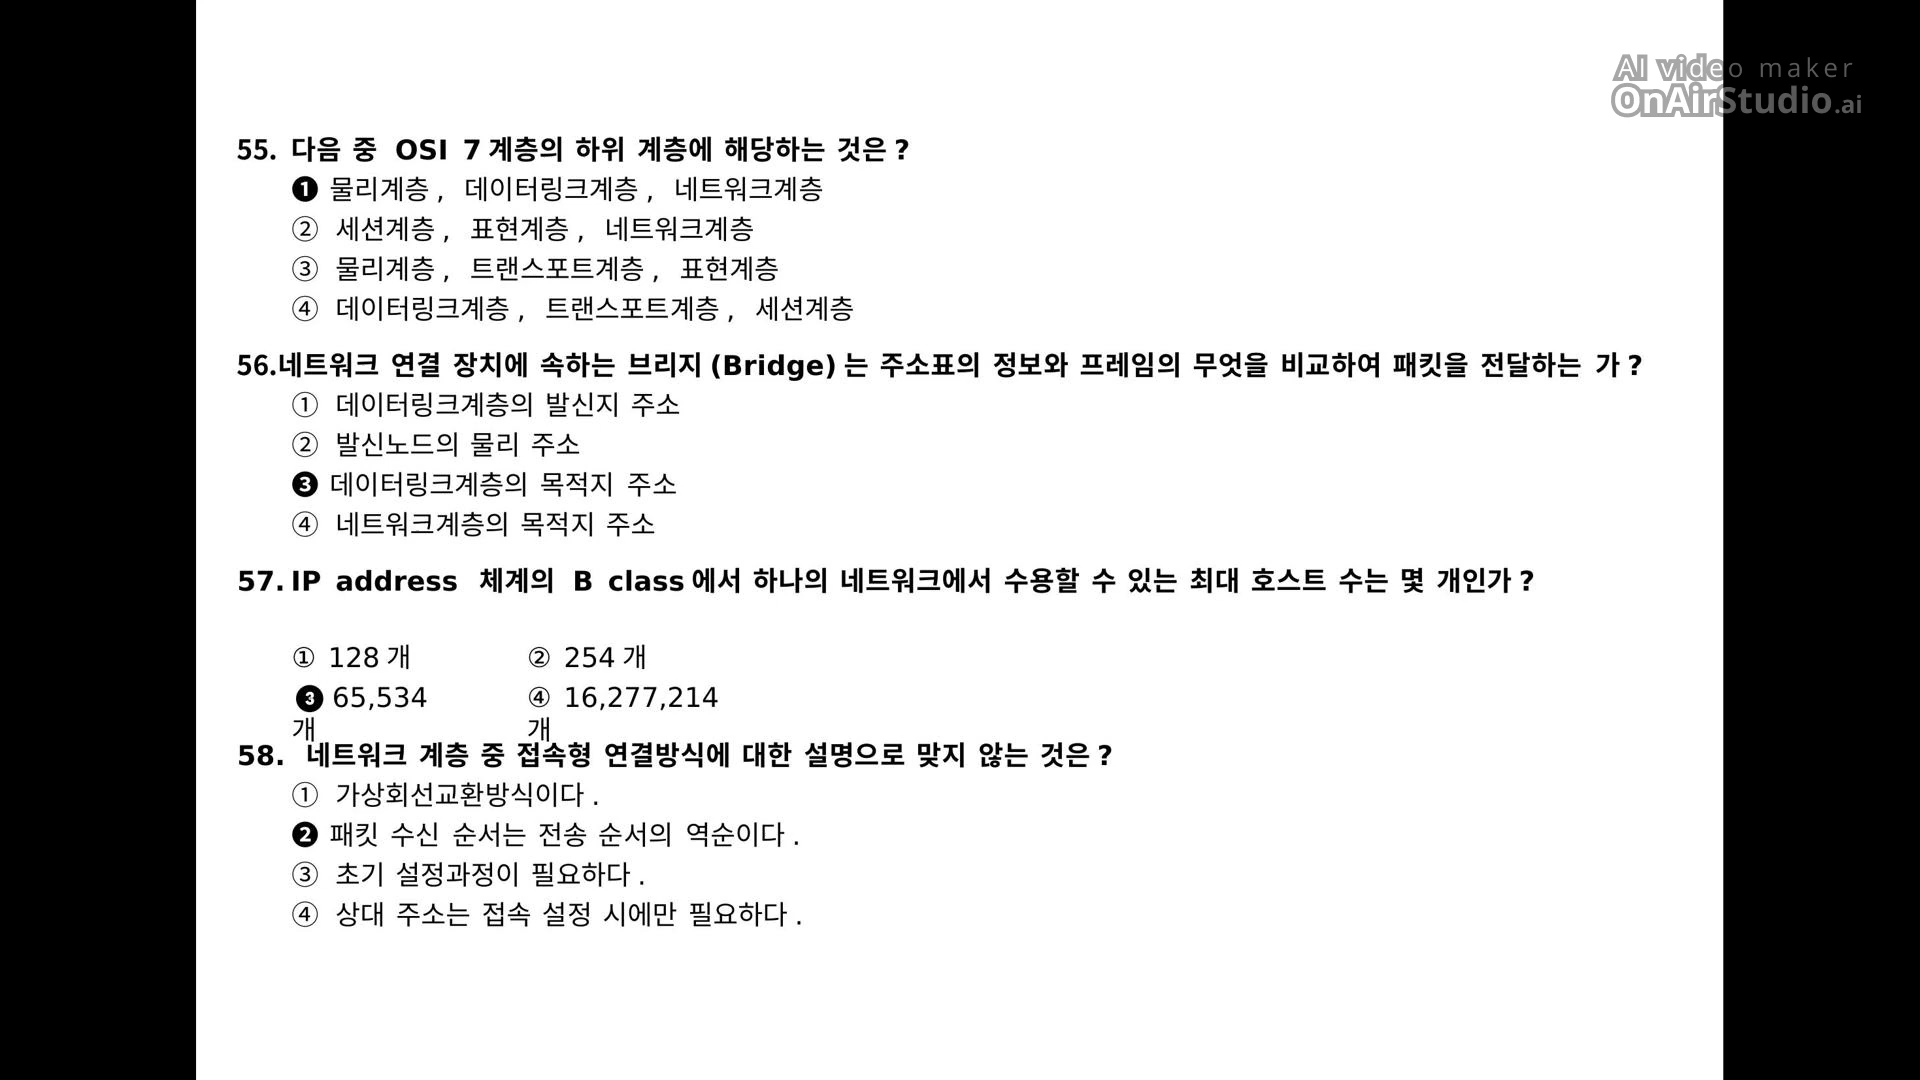 AI video maker
OnAirStudio.ai
55. 다음 중 OSI 7계층의 하위 계층에 해당하는 것은?
❶ 물리계층, 데이터링크계층, 네트워크계층
② 세션계층, 표현계층, 네트워크계층
③ 물리계층, 트랜스포트계층, 표현계층
④ 데이터링크계층, 트랜스포트계층, 세션계층
56.네트워크 연결 장치에 속하는 브리지(Bridge)는 주소표의 정보와 프레임의 무엇을 비교하여 패킷을 전달하는 가?
① 데이터링크계층의 발신지 주소
② 발신노드의 물리 주소
❸ 데이터링크계층의 목적지 주소
④ 네트워크계층의 목적지 주소
57. IP address 체계의 B class에서 하나의 네트워크에서 수용할 수 있는 최대 호스트 수는 몇 개인가?
① 128개 ② 254개
❸ 65,534 ④ 16,277,214
개 개
58. 네트워크 계층 중 접속형 연결방식에 대한 설명으로 맞지 않는 것은?
① 가상회선교환방식이다.
❷ 패킷 수신 순서는 전송 순서의 역순이다.
③ 초기 설정과정이 필요하다.
④ 상대 주소는 접속 설정 시에만 필요하다.